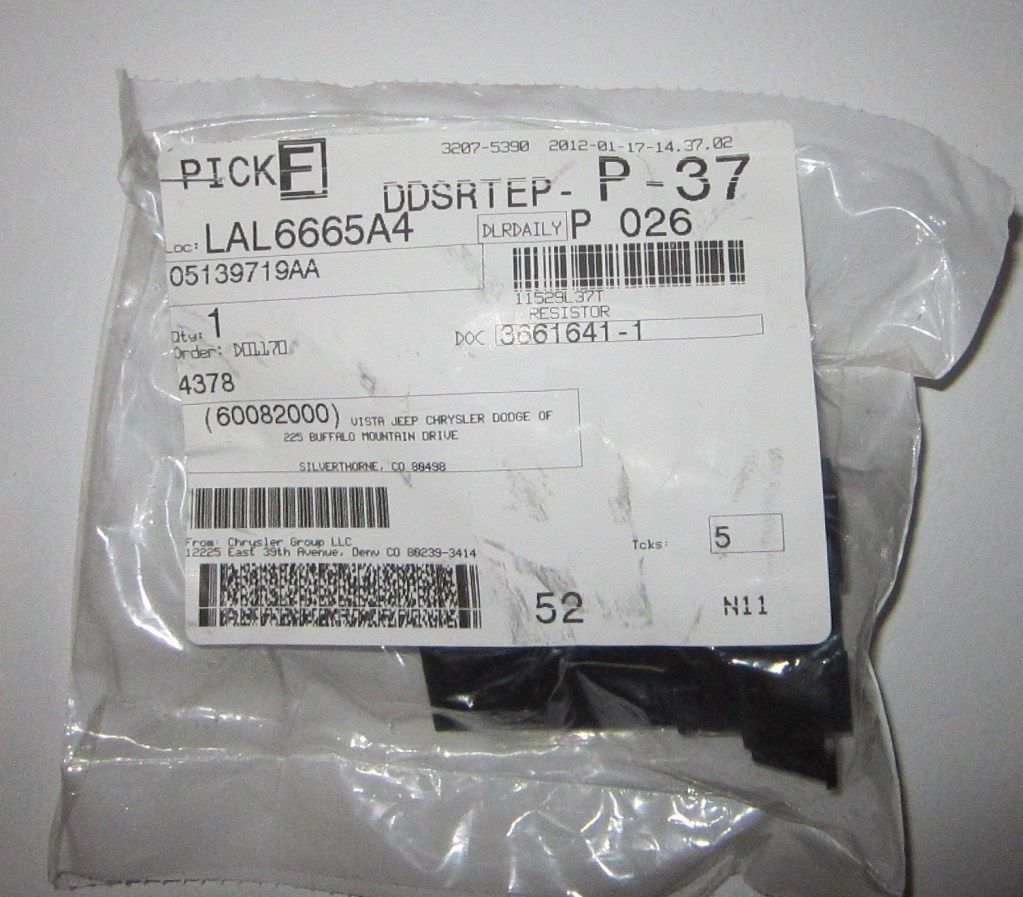 3207-5390 2012-01-17-14.37.02
PICK E
DDSRTEP- P-37
Loc: LAL6665A4 DLRDAILY P 026
05139719AA
11529L37T
RESISTOR
Qty: 1
DOC 3661641-1
Order: D01170
4378
(60082000) VISTA JEEP CHRYSLER DODGE OF
225 BUFFALO MOUNTAIN DRIVE
SILVERTHORNE, CO 80498
From: Chrysler Group LLC
12225 East 39th Avenue, Denv CO 80239-3414
Tcks: 5
52 N11